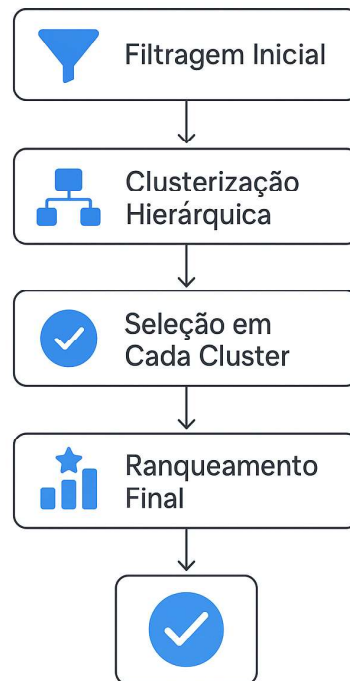 Filtragem Inicial
Clusterização
Hierárquica
Seleção em
Cada Cluster
Ranqueamento
Final